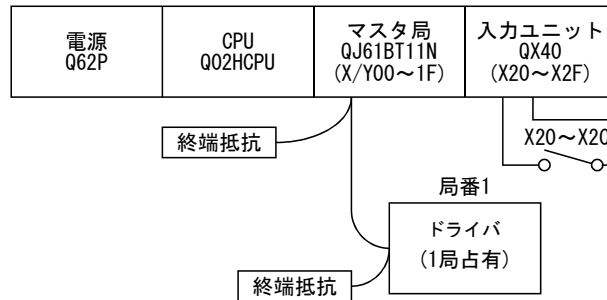 電源
Q62P
CPU
Q02HCPU
マスタ局
QJ61BT11N
(X/Y00～1F)
入力ユニット
QX40
(X20～X2F)
終端抵抗
X20～X20
局番1
ドライバ
(1局占有)
終端抵抗